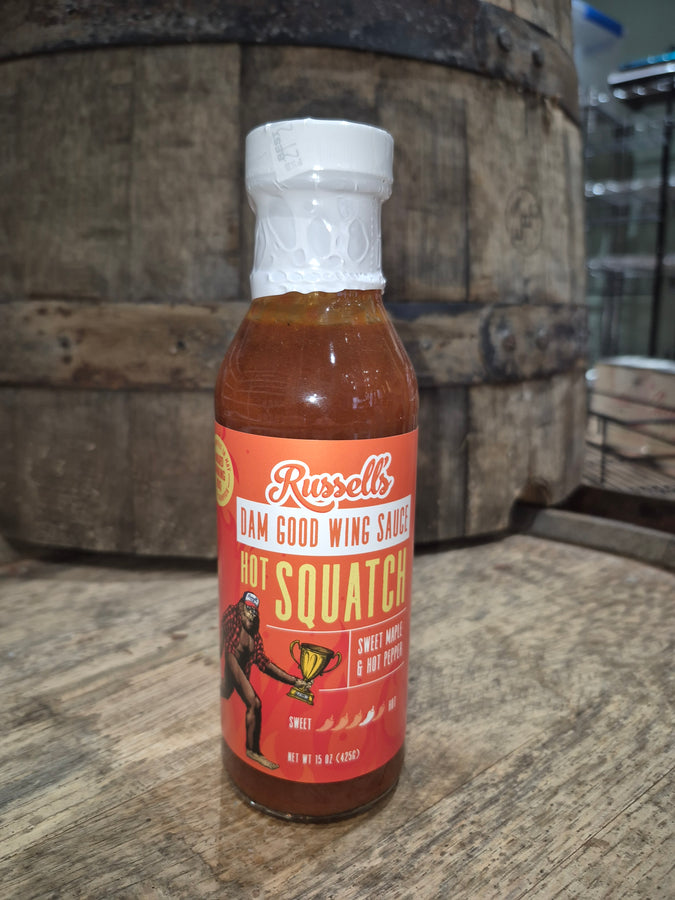 Russell's
DAM GOOD WING SAUCE
HOT SQUATCH
SWEET MAPLE
& HOT PEPPER
SWEET
HOT
NET WT 15 OZ (425G)